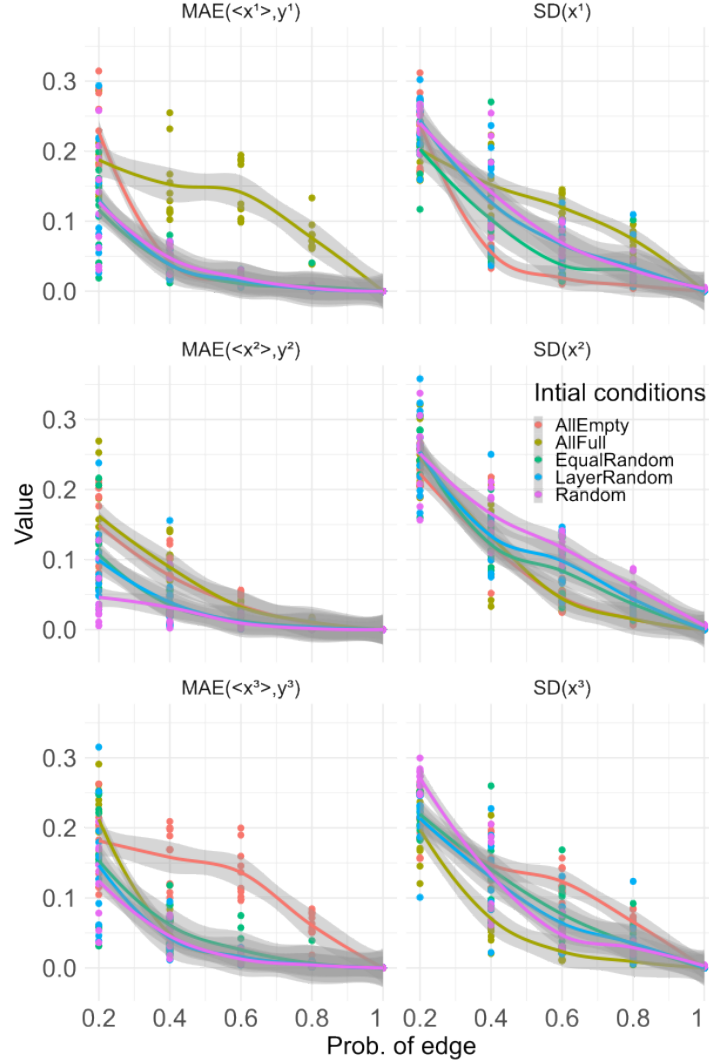 MAE(<x¹>,y¹) SD(x¹)
0.3
0.2
0.1
0.0
MAE(<x²>,y²) SD(x²)
0.3
0.2
0.1
0.0
Intial conditions
AllEmpty
AllFull
EqualRandom
LayerRandom
Random
Value
MAE(<x³>,y³) SD(x³)
0.3
0.2
0.1
0.0
0.2 0.4 0.6 0.8 1 0.2 0.4 0.6 0.8 1
Prob. of edge